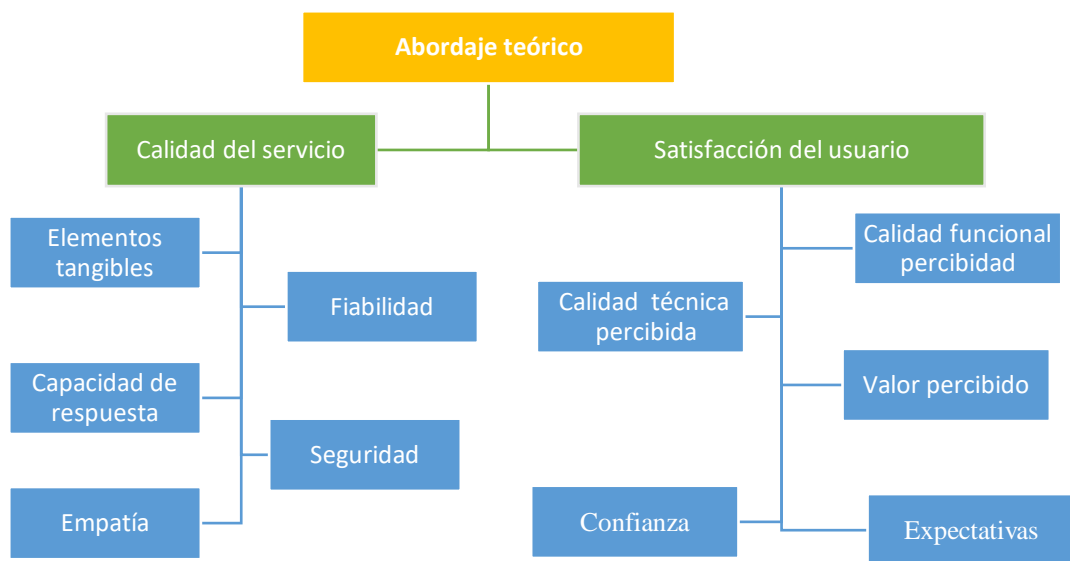 Abordaje teórico
Calidad del servicio
Satisfacción del usuario
Elementos
tangibles
Fiabilidad
Capacidad de
respuesta
Seguridad
Empatía
Calidad funcional
percibidad
Calidad técnica
percibida
Valor percibido
Confianza
Expectativas